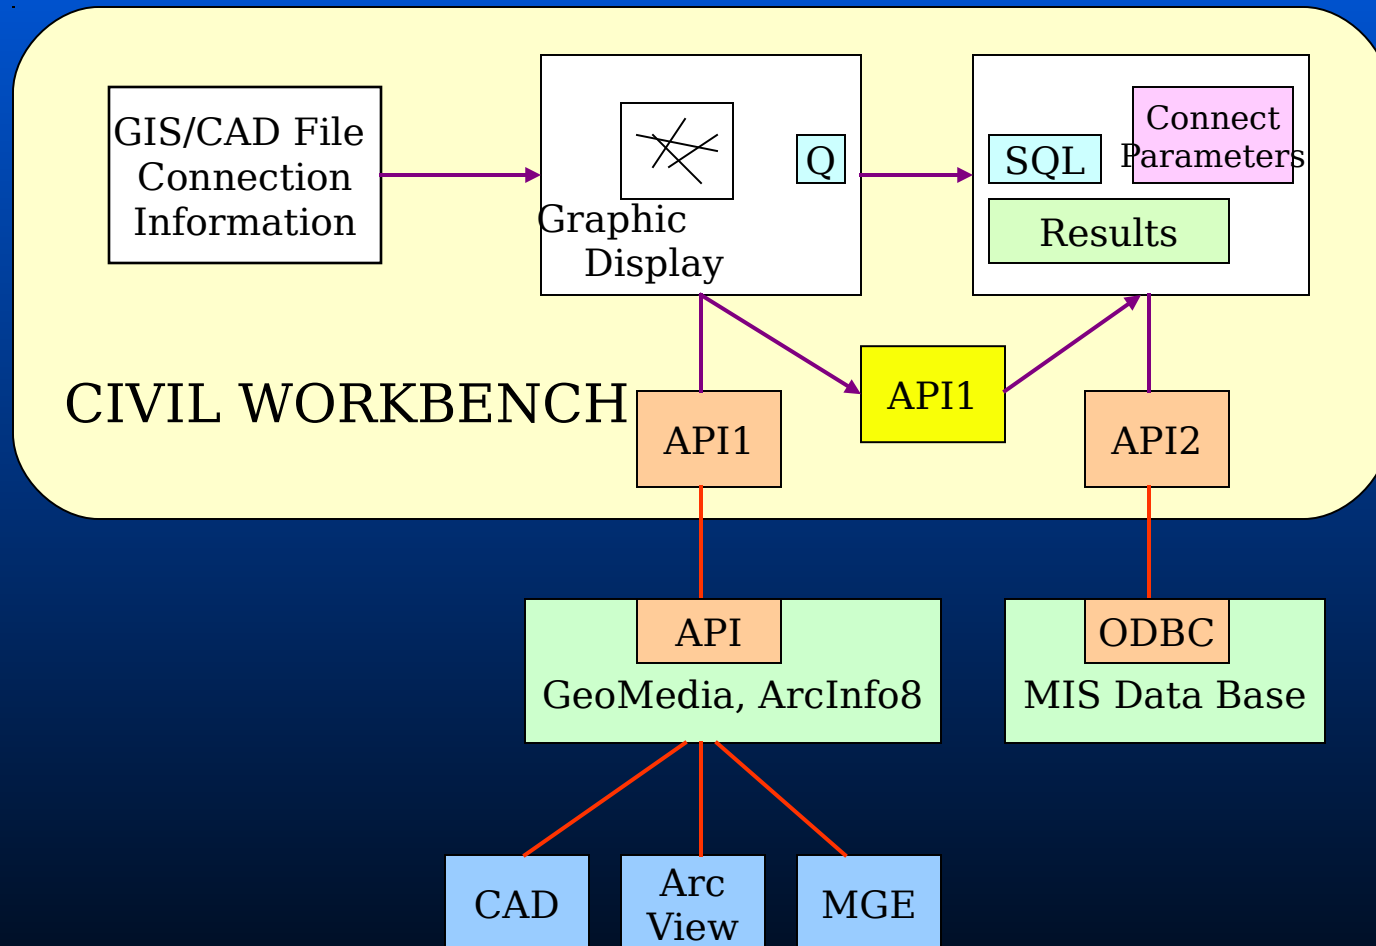 GIS/CAD File
Connection
Information
Graphic
Display
Q
SQL
Connect
Parameters
Results
CIVIL WORKBENCH
API1
API1
API2
API
GeoMedia, ArcInfo8
ODBC
MIS Data Base
CAD
Arc
View
MGE